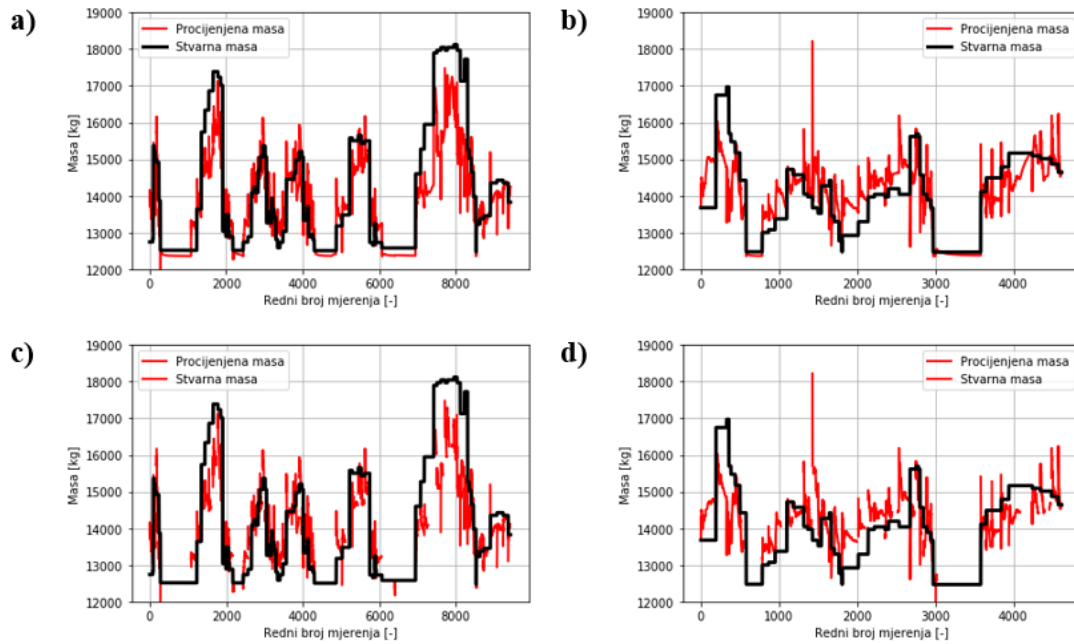 a)
19000
18000
17000
16000
15000
14000
13000
12000
Masa [kg]
Procijenjena masa
Stvarna masa
0 2000 4000 6000 8000
Redni broj mjerenja [-]
b)
19000
18000
17000
16000
15000
14000
13000
12000
Masa [kg]
Procijenjena masa
Stvarna masa
0 1000 2000 3000 4000
Redni broj mjerenja [-]
c)
19000
18000
17000
16000
15000
14000
13000
12000
Masa [kg]
Procijenjena masa
Stvarna masa
0 2000 4000 6000 8000
Redni broj mjerenja [-]
d)
19000
18000
17000
16000
15000
14000
13000
12000
Masa [kg]
Procijenjena masa
Stvarna masa
0 1000 2000 3000 4000
Redni broj mjerenja [-]